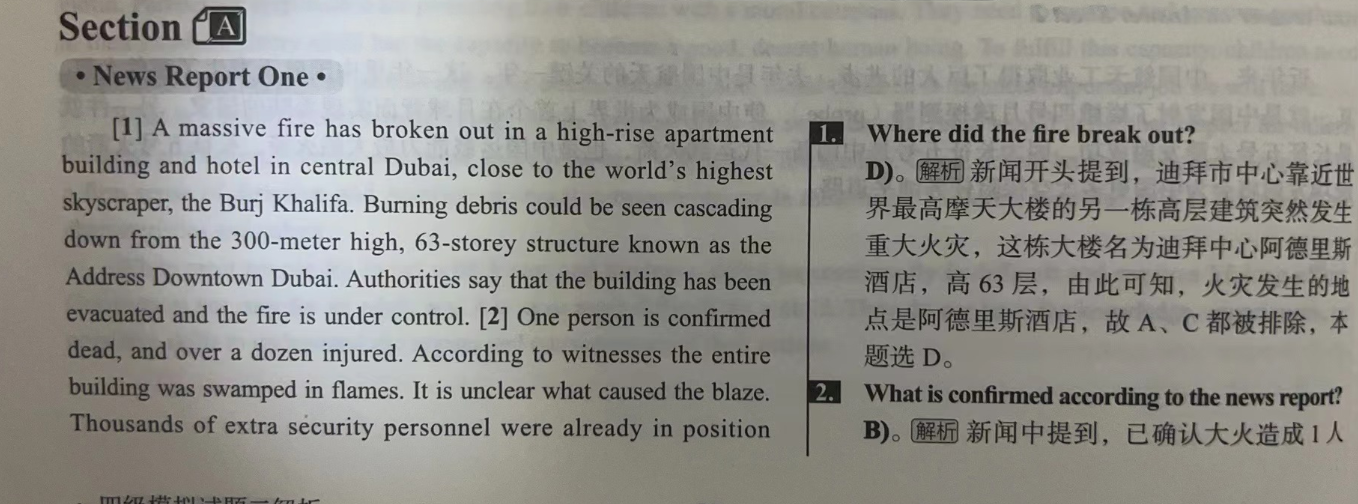 Section A
• News Report One •
[1] A massive fire has broken out in a high-rise apartment
building and hotel in central Dubai, close to the world's highest
skyscraper, the Burj Khalifa. Burning debris could be seen cascading
down from the 300-meter high, 63-storey structure known as the
Address Downtown Dubai. Authorities say that the building has been
evacuated and the fire is under control. [2] One person is confirmed
dead, and over a dozen injured. According to witnesses the entire
building was swamped in flames. It is unclear what caused the blaze.
Thousands of extra security personnel were already in position
1. Where did the fire break out?
D)。解析 新闻开头提到，迪拜市中心靠近世
界最高摩天大楼的另一栋高层建筑突然发生
重大火灾，这栋大楼名为迪拜中心阿德里斯
酒店，高 63 层，由此可知，火灾发生的地
点是阿德里斯酒店，故 A、C 都被排除，本
题选 D。
2. What is confirmed according to the news report?
B)。解析 新闻中提到，已确认大火造成 1 人